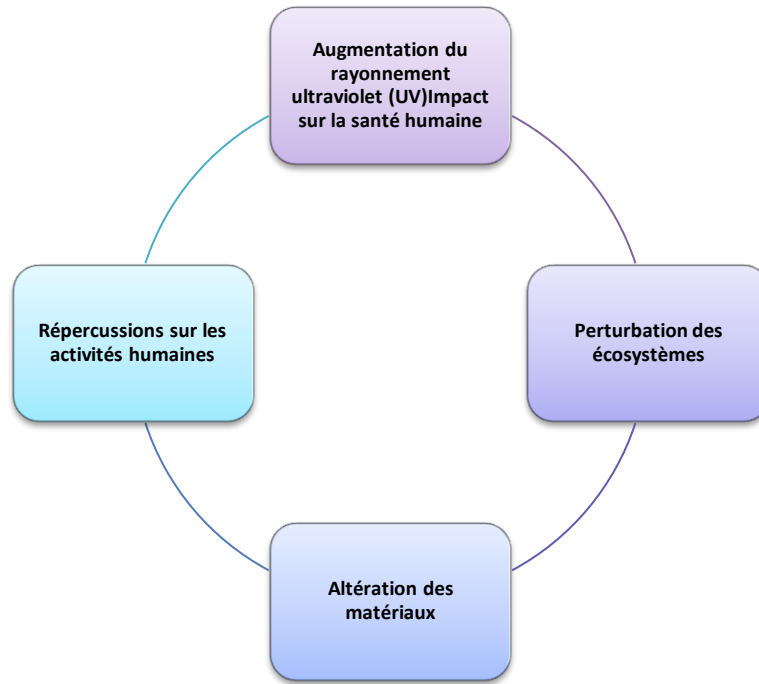 Augmentation du
rayonnement
ultraviolet (UV)Impact
sur la santé humaine
Répercussions sur les
activités humaines
Perturbation des
écosystèmes
Altération des
matériaux